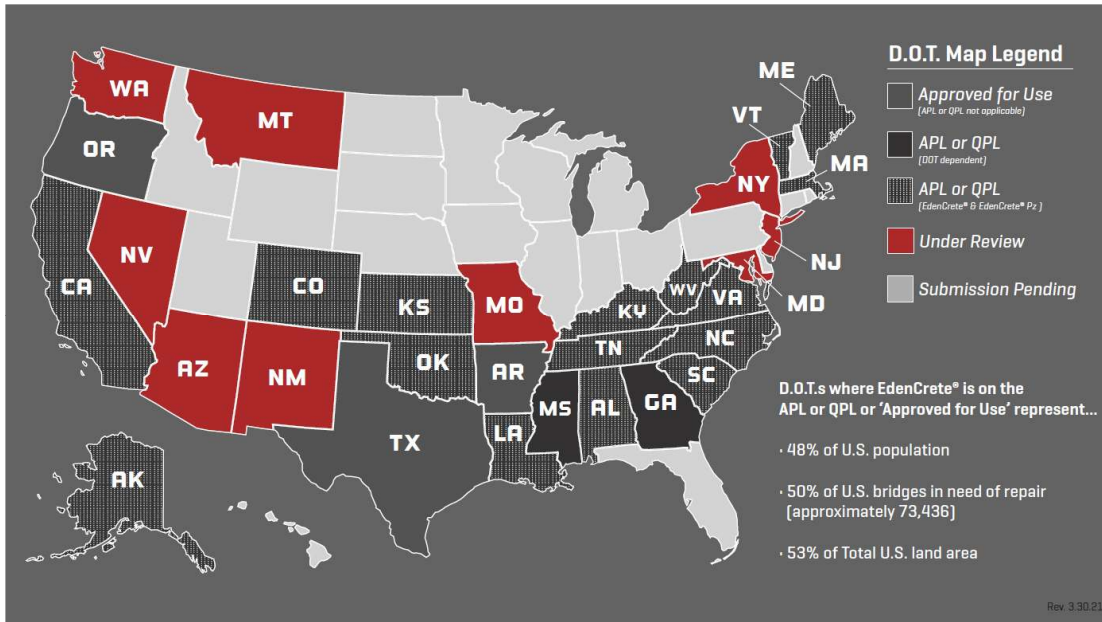 ME
D.O.T. Map Legend
WA
MT
VT
Approved for Use
(APL or QPL not applicable)
OR
MA
APL or QPL
(DOT dependent)
NY
APL or QPL
(EdenCrete® & EdenCrete® Pz )
NV
NJ
Under Review
CA
CO
KS
MO
KY
WV
VA
MD
Submission Pending
AZ
NM
OK
AR
TN
NC
SC
TX
LA
MS
AL
GA
AK
D.O.T.s where EdenCrete® is on the
APL or QPL or ‘Approved for Use’ represent...
· 48% of U.S. population
· 50% of U.S. bridges in need of repair
(approximately 73,436)
· 53% of Total U.S. land area
Rev. 3.30.21